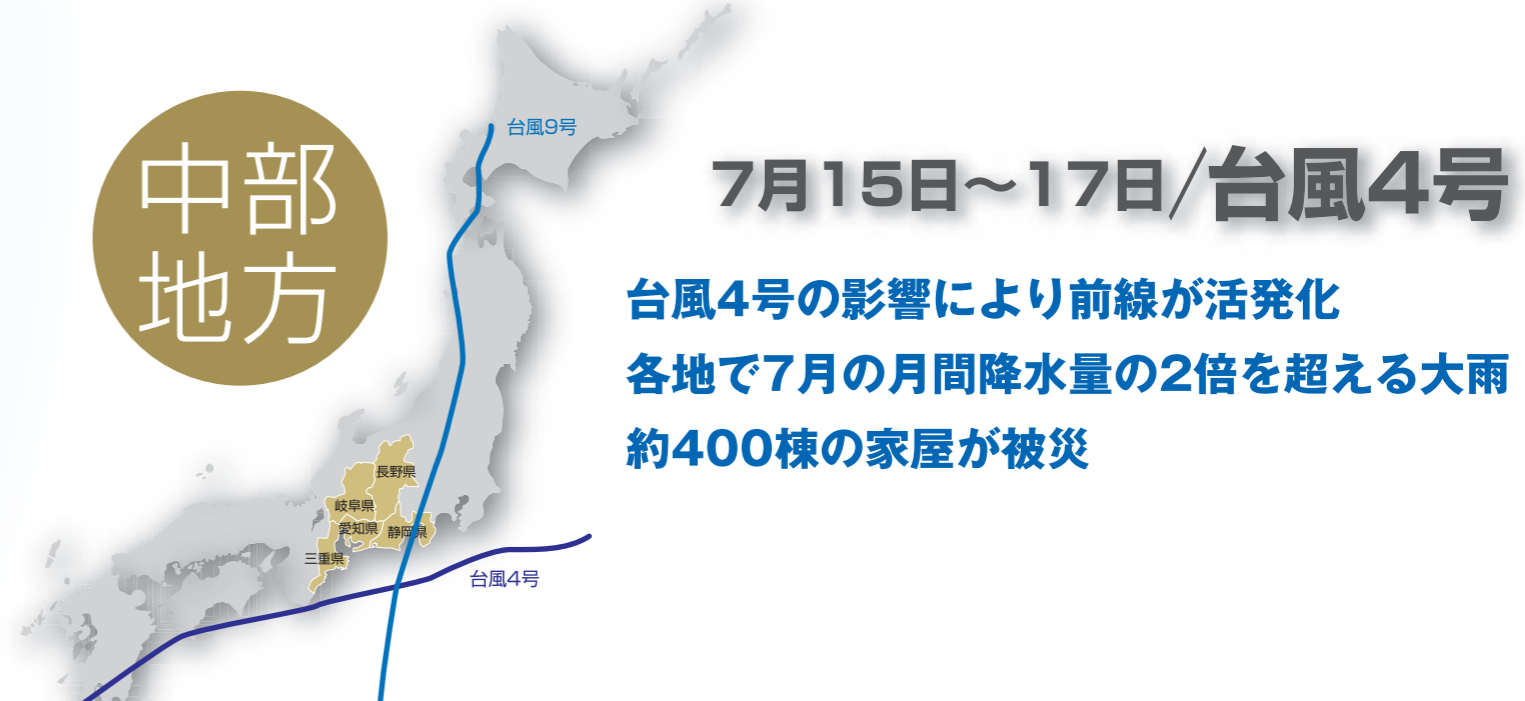 中部
地方
7月15日～17日/台風4号
台風4号の影響により前線が活発化
各地で7月の月間降水量の2倍を超える大雨
約400棟の家屋が被災
台風9号
長野県
岐阜県
愛知県
静岡県
三重県
台風4号